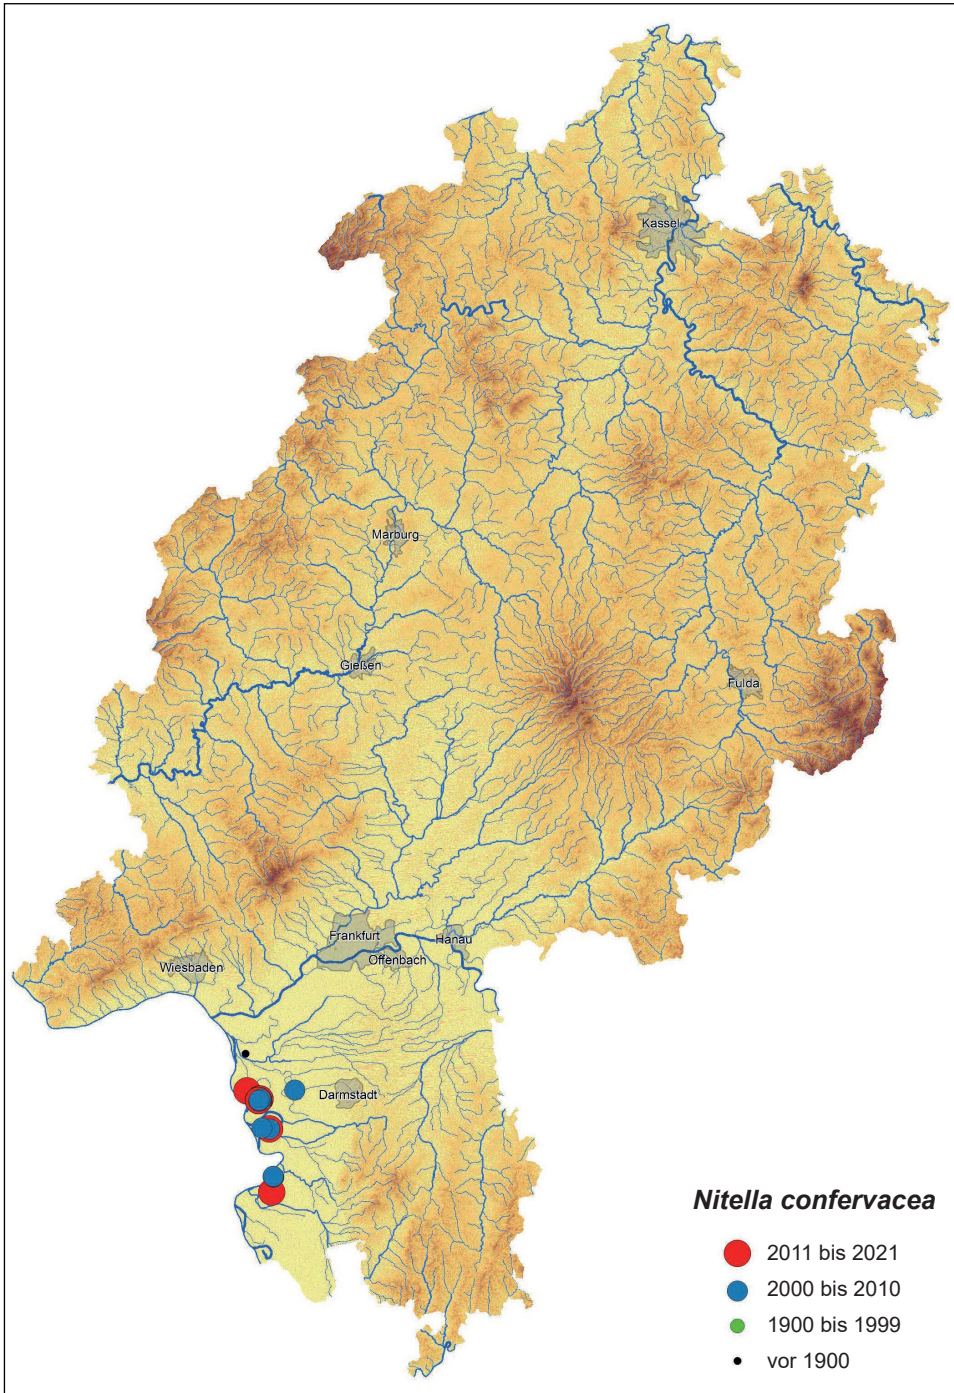 Kassel
Marburg
Gießen
Fulda
Frankfurt
Hanau
Offenbach
Wiesbaden
Darmstadt
Nitella confervacea
2011 bis 2021
2000 bis 2010
1900 bis 1999
vor 1900